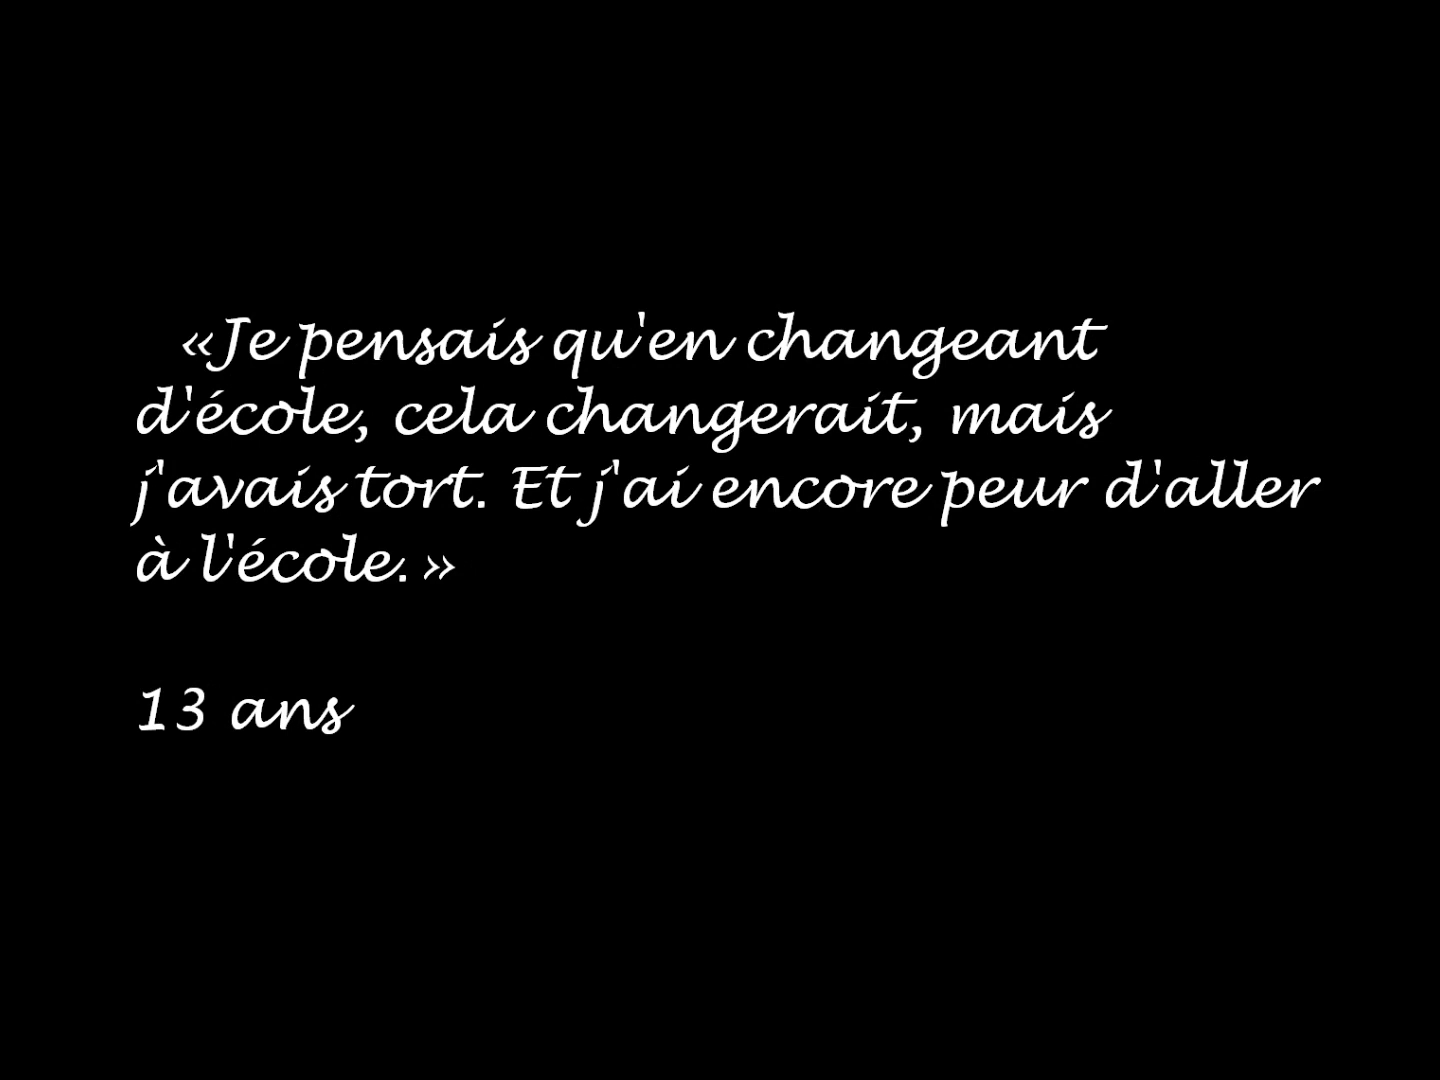 «Je pensais qu'en changeant
d'école, cela changerait, mais
j'avais tort. Et j'ai encore peur d'aller
à l'école.»
13 ans